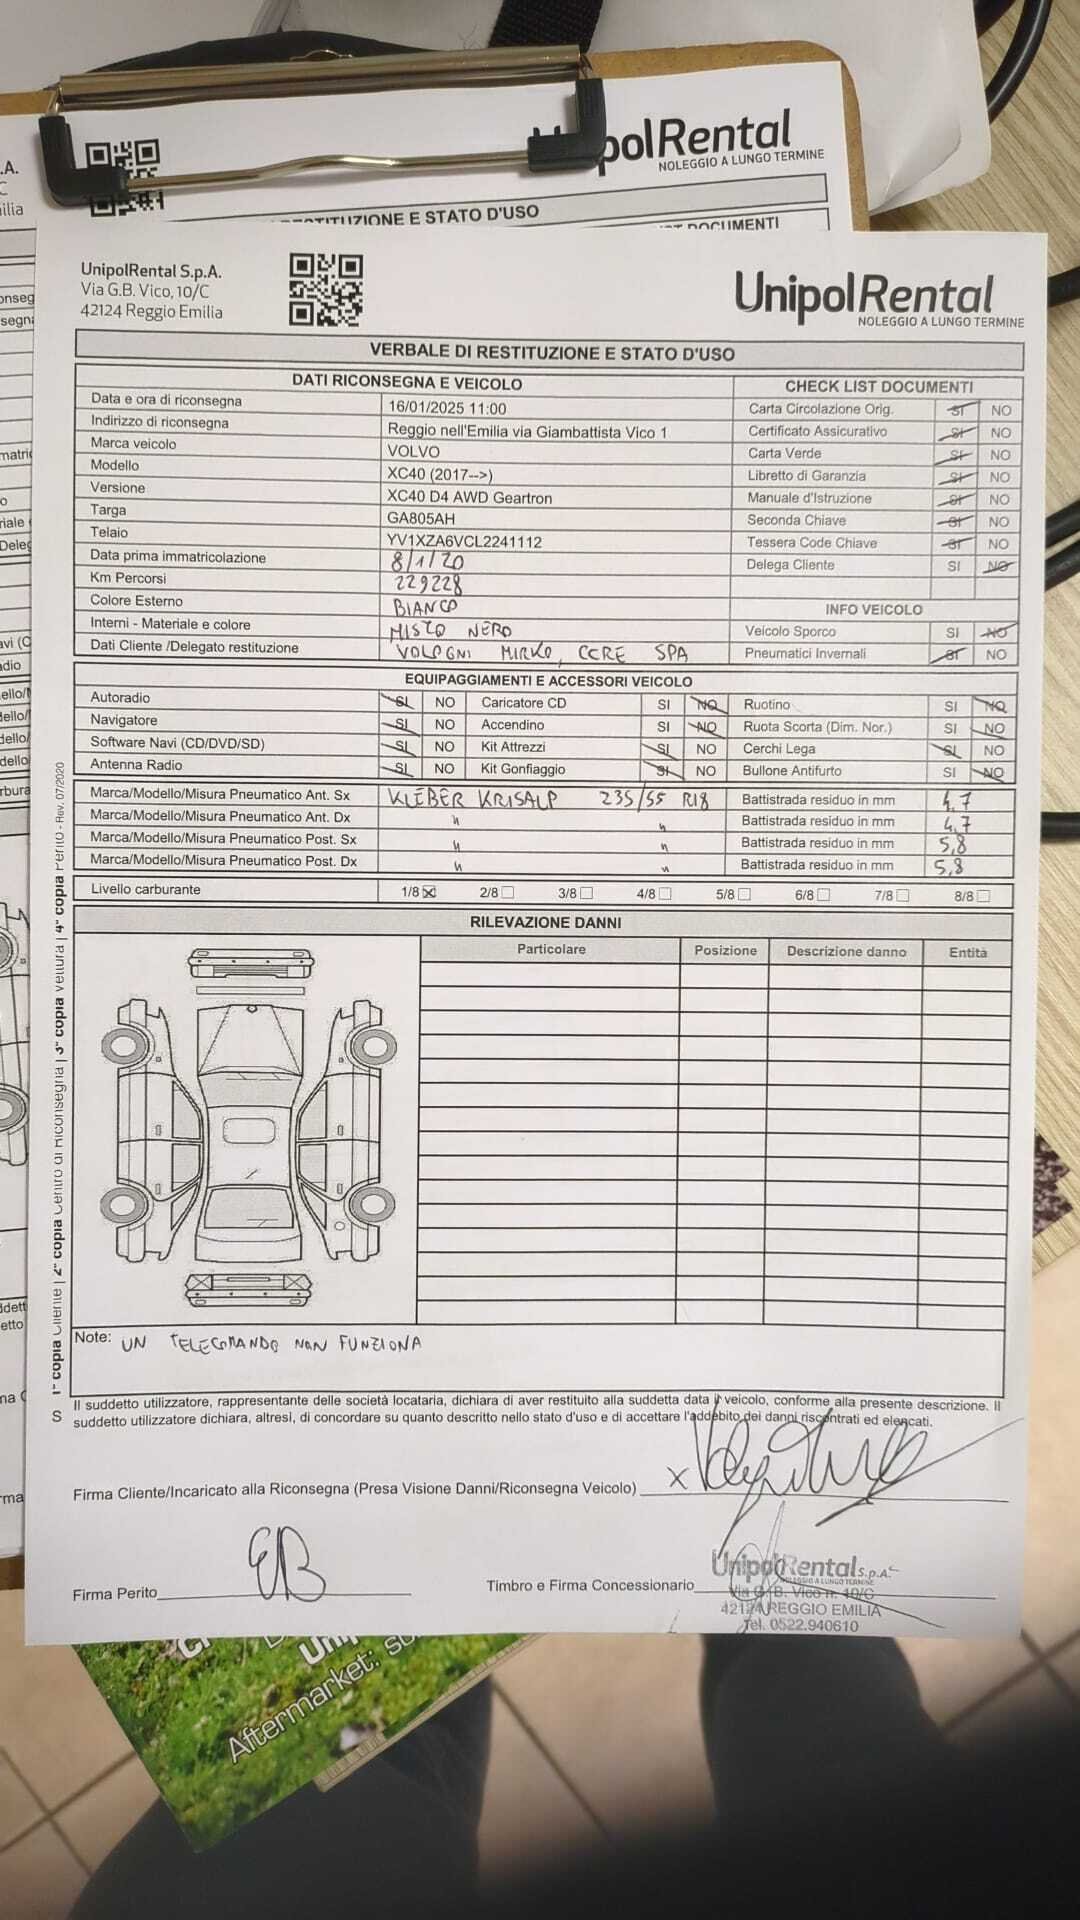 polRental
NOLEGGIO A LUNGO TERMINE
.A.
ilia
E STATO D'USO
UnipolRental S.p.A.
Via G.B. Vico, 10/C
42124 Reggio Emilia
UnipolRental
NOLEGGIO A LUNGO TERMINE
VERBALE DI RESTITUZIONE E STATO D'USO
DATI RICONSEGNA E VEICOLO CHECK LIST DOCUMENTI
Data e ora di riconsegna 16/01/2025 11:00 Carta Circolazione Orig. SI NO
Indirizzo di riconsegna Reggio nell'Emilia via Giambattista Vico 1 Certificato Assicurativo SI NO
Marca veicolo VOLVO Carta Verde SI NO
Modello XC40 (2017-->) Libretto di Garanzia SI NO
Versione XC40 D4 AWD Geartron Manuale d'Istruzione SI NO
Targa GA805AH Seconda Chiave SI NO
Telaio YV1XZA6VCL2241112 Tessera Code Chiave SI NO
Data prima immatricolazione 8/1/20 Delega Cliente SI NO
Km Percorsi 229228
Colore Esterno BIANCO INFO VEICOLO
Interni - Materiale e colore MISTO NERO Veicolo Sporco SI NO
Dati Cliente /Delegato restituzione VOLOGNI MIRKO, CCRE SPA Pneumatici Invernali SI NO
EQUIPAGGIAMENTI E ACCESSORI VEICOLO
Autoradio SI NO Caricatore CD SI NO Ruotino SI NO
Navigatore SI NO Accendino SI NO Ruota Scorta (Dim. Nor.) SI NO
Software Navi (CD/DVD/SD) SI NO Kit Attrezzi SI NO Cerchi Lega SI NO
Antenna Radio SI NO Kit Gonfiaggio SI NO Bullone Antifurto SI NO
Marca/Modello/Misura Pneumatico Ant. Sx KLEBER KRISALP 235/55 R18 Battistrada residuo in mm 4,7
Marca/Modello/Misura Pneumatico Ant. Dx " " Battistrada residuo in mm 4,7
Marca/Modello/Misura Pneumatico Post. Sx " " Battistrada residuo in mm 5,8
Marca/Modello/Misura Pneumatico Post. Dx " " Battistrada residuo in mm 5,8
Livello carburante 1/8 2/8 3/8 4/8 5/8 6/8 7/8 8/8
RILEVAZIONE DANNI
Particolare Posizione Descrizione danno Entità
Note: UN TELECOMANDO NON FUNZIONA
Il suddetto utilizzatore, rappresentante delle società locataria, dichiara di aver restituito alla suddetta data il veicolo, conforme alla presente descrizione. Il
suddetto utilizzatore dichiara, altresì, di concordare su quanto descritto nello stato d'uso e di accettare l'addebito dei danni riscontrati ed elencati.
Firma Cliente/Incaricato alla Riconsegna (Presa Visione Danni/Riconsegna Veicolo) X
Firma Perito EB
Timbro e Firma Concessionario
UnipolRental S.p.A.
NOLEGGIO A LUNGO TERMINE
Via G. B. Vico n. 10/C
42124 REGGIO EMILIA
Tel. 0522.940610
S 1° copia Cliente | 2° copia Centro di Riconsegna | 3° copia Vettura | 4° copia Perito - Rev. 07/2020
Aftermarket: